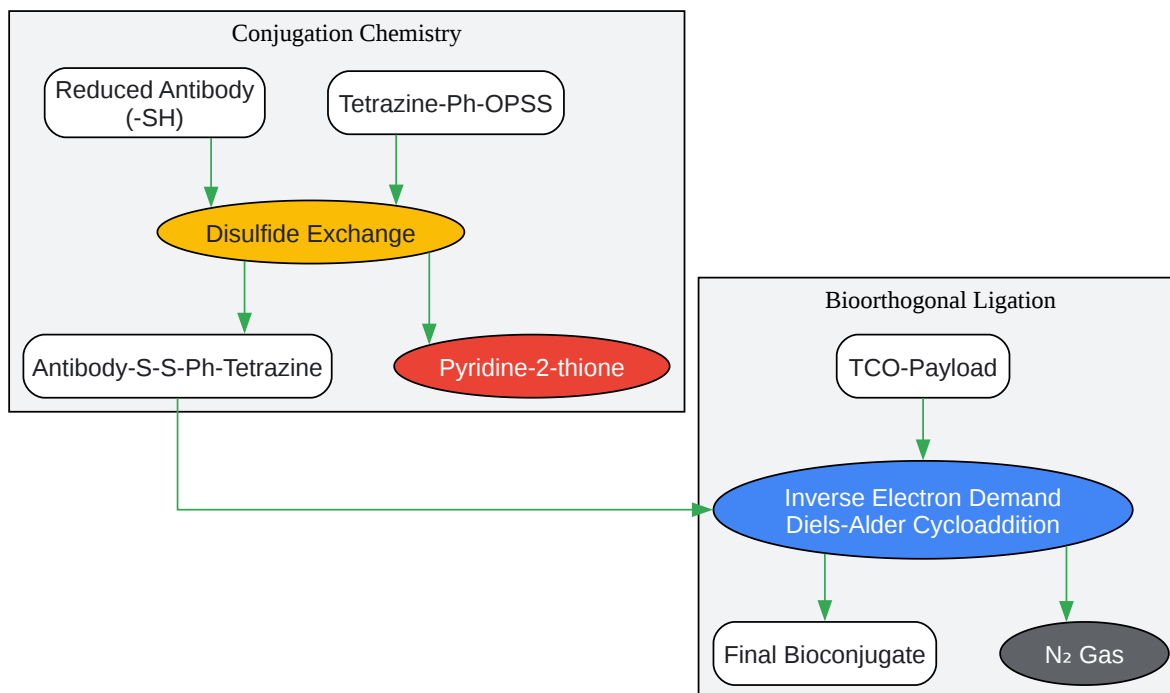 Conjugation Chemistry
Reduced Antibody
(-SH)
Tetrazine-Ph-OPSS
Disulfide Exchange
Antibody-S-S-Ph-Tetrazine
Pyridine-2-thione
Bioorthogonal Ligation
TCO-Payload
Inverse Electron Demand
Diels-Alder Cycloaddition
Final Bioconjugate
N₂ Gas